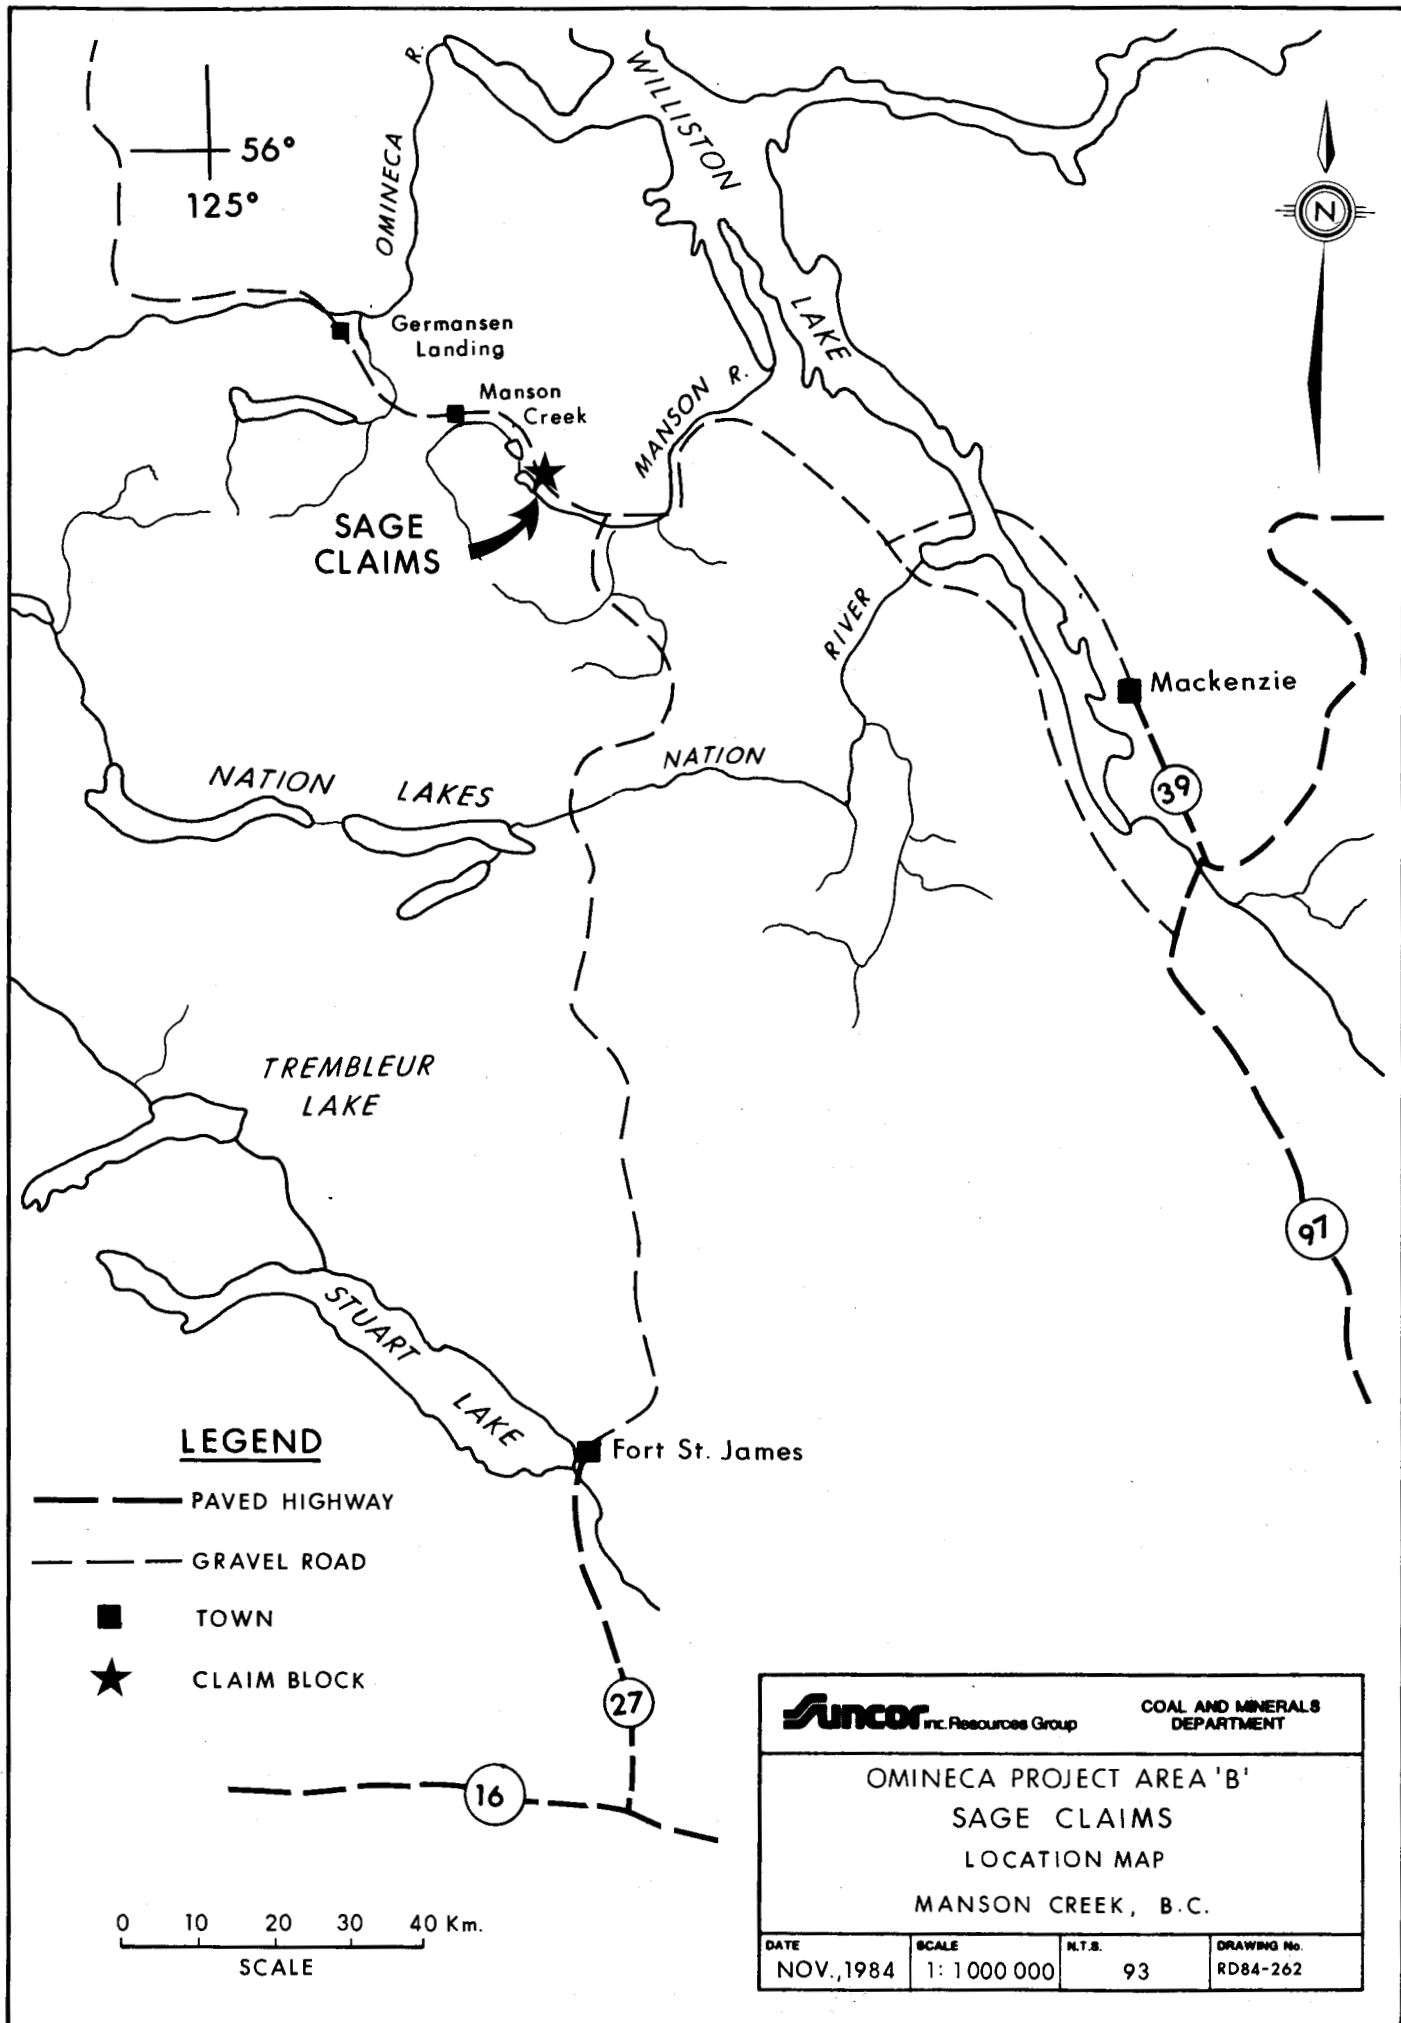 OMINECA R.
WILLISTON LAKE
56°
125°
N
Germansen
Landing
Manson
Creek
MANSON R.
SAGE
CLAIMS
RIVER
Mackenzie
39
NATION LAKES
NATION
TREMBLEUR
LAKE
97
STUART LAKE
Fort St. James
LEGEND
PAVED HIGHWAY
GRAVEL ROAD
TOWN
CLAIM BLOCK
27
16
0 10 20 30 40 Km.
SCALE
Suncor inc. Resources Group
COAL AND MINERALS
DEPARTMENT
OMINECA PROJECT AREA 'B'
SAGE CLAIMS
LOCATION MAP
MANSON CREEK, B.C.
DATE SCALE N.T.S. DRAWING No.
NOV.,1984 1: 1 000 000 93 RD84-262